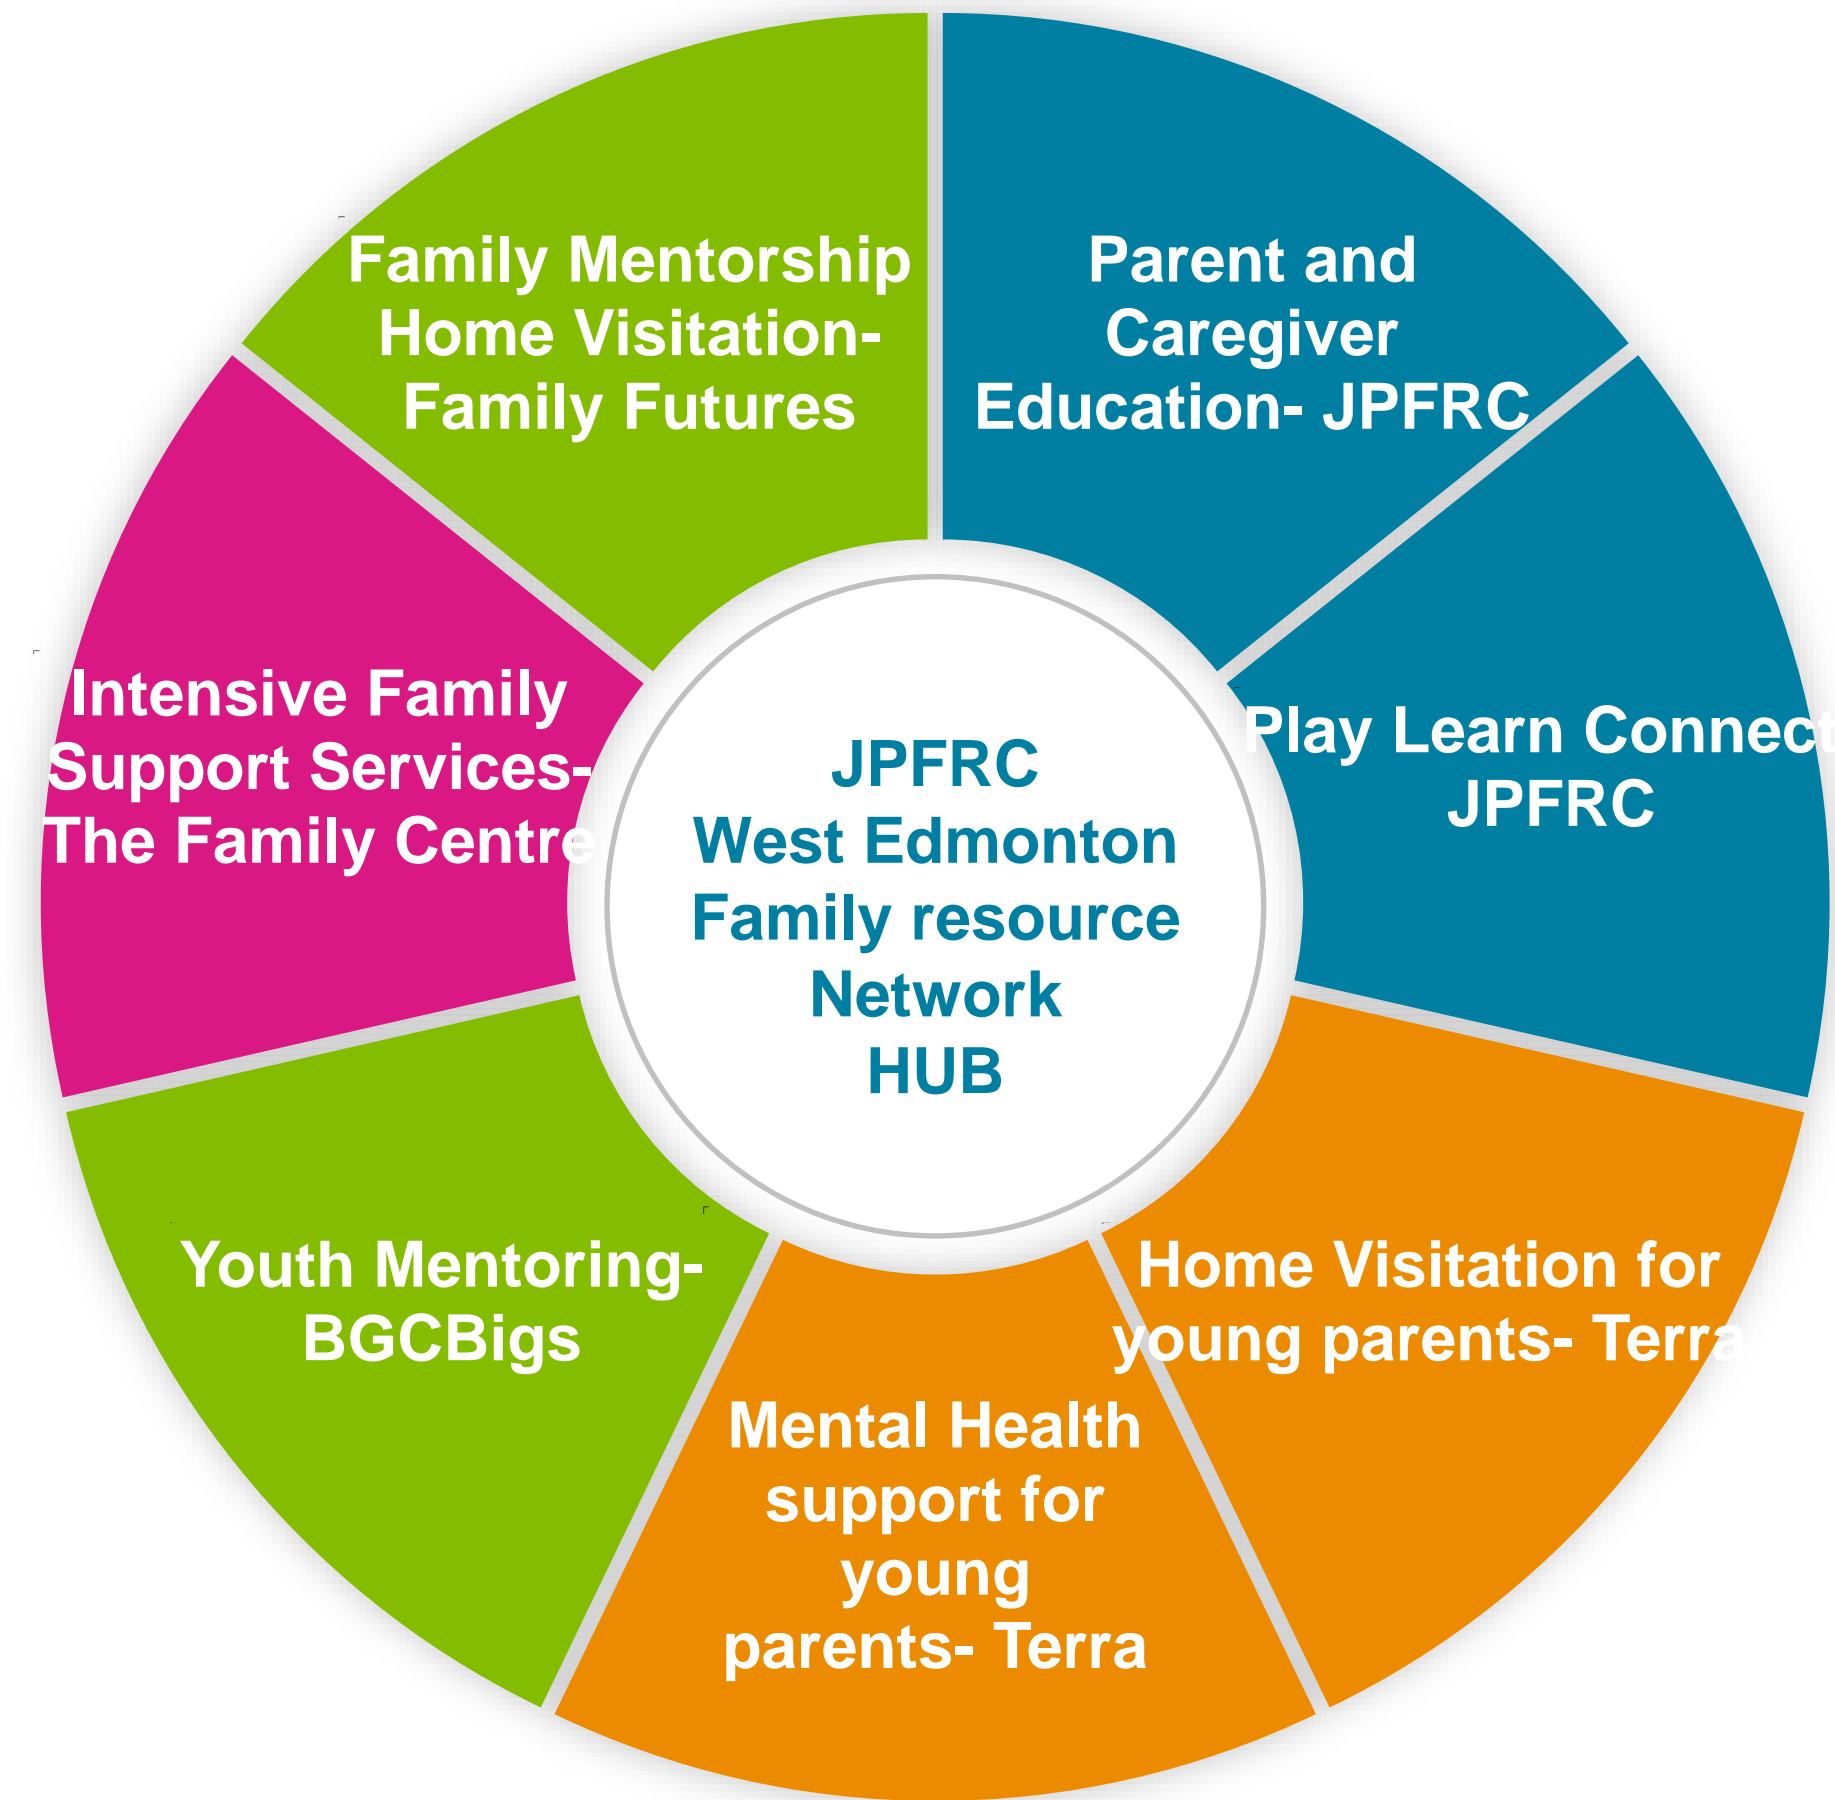 Family Mentorship
Home Visitation-
Family Futures
Parent and
Caregiver
Education- JPFRC
Intensive Family
Support Services-
The Family Centre
JPFRC
West Edmonton
Family resource
Network
HUB
Play Learn Connect
JPFRC
Youth Mentoring-
BGCBigs
Home Visitation for
young parents- Terra
Mental Health
support for
young
parents- Terra